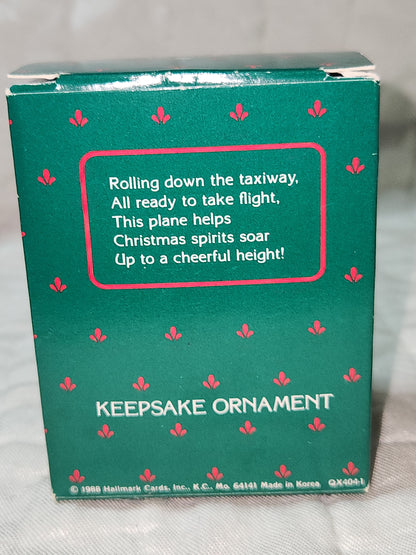 Rolling down the taxiway,
All ready to take flight,
This plane helps
Christmas spirits soar
Up to a cheerful height!
KEEPSAKE ORNAMENT
© 1988 Hallmark Cards, Inc., K.C., Mo. 64141 Made in Korea QX404-1